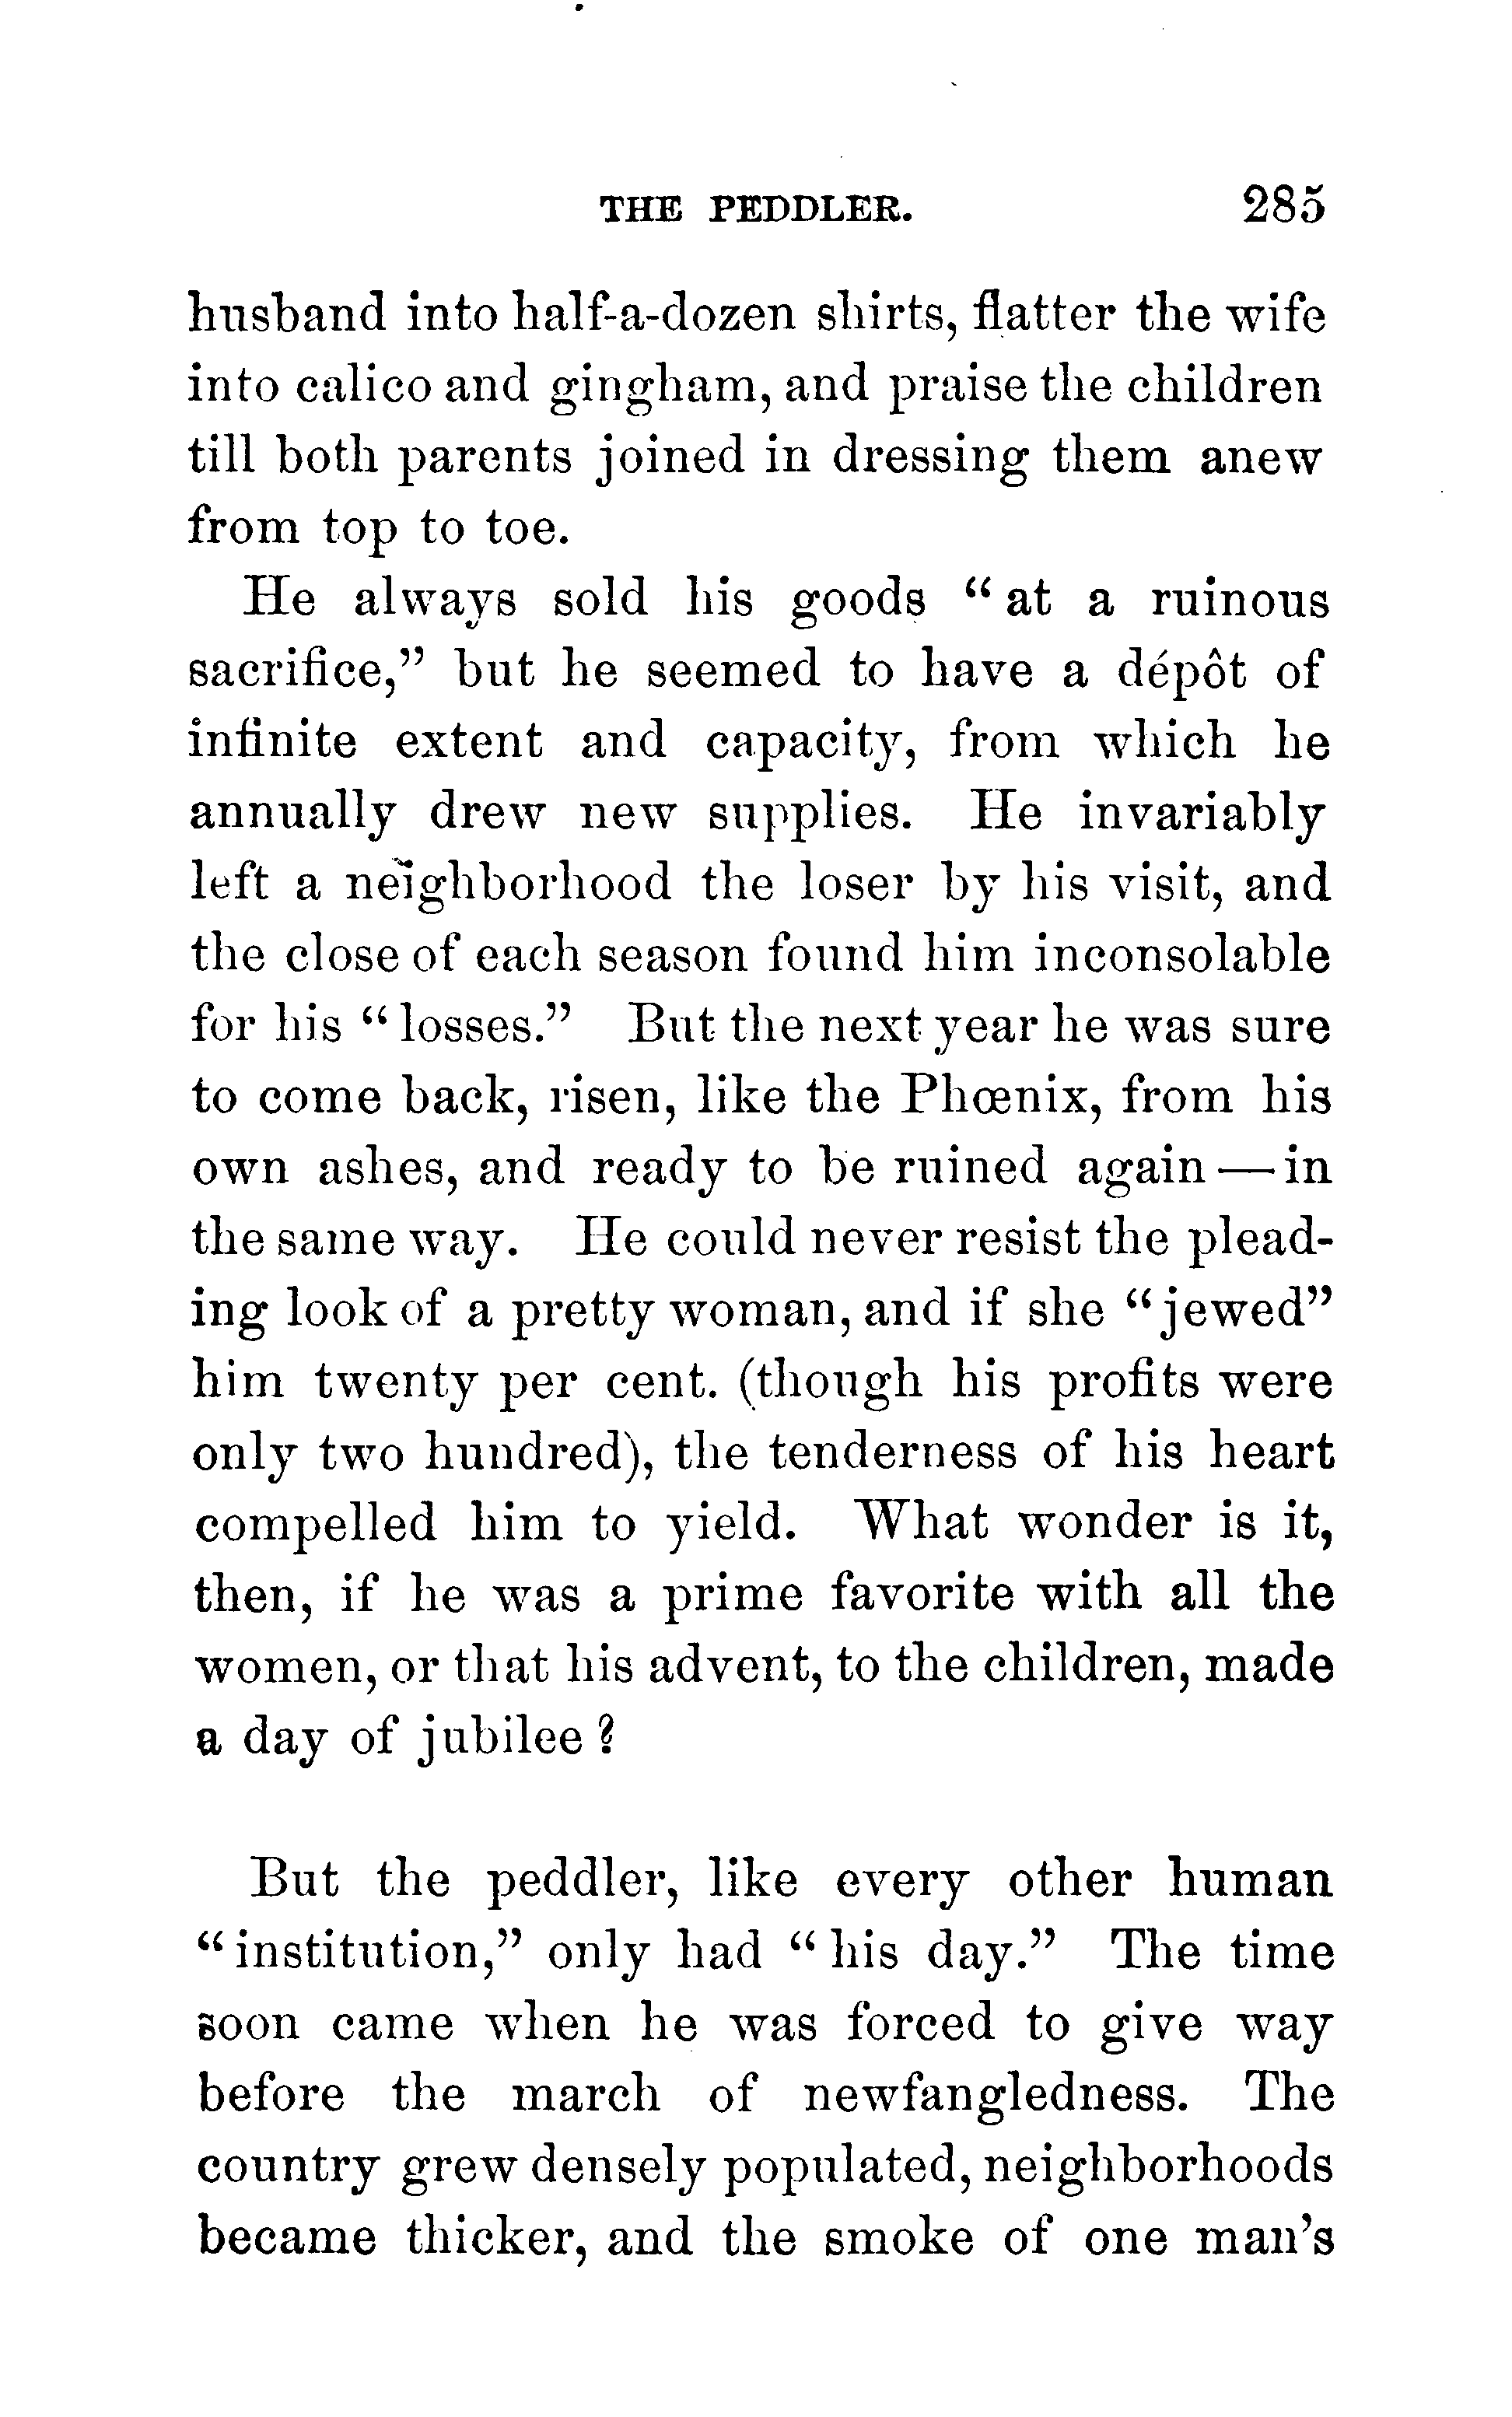 THE PEDDLER. 285
husband into half-a-dozen shirts, flatter the wife
into calico and gingham, and praise the children
till both parents joined in dressing them anew
from top to toe.
He always sold his goods “at a ruinous
sacrifice,” but he seemed to have a dépôt of
infinite extent and capacity, from which he
annually drew new supplies. He invariably
left a neighborhood the loser by his visit, and
the close of each season found him inconsolable
for his “losses.” But the next year he was sure
to come back, risen, like the Phœnix, from his
own ashes, and ready to be ruined again—in
the same way. He could never resist the plead-
ing look of a pretty woman, and if she “jewed”
him twenty per cent. (though his profits were
only two hundred), the tenderness of his heart
compelled him to yield. What wonder is it,
then, if he was a prime favorite with all the
women, or that his advent, to the children, made
a day of jubilee?
But the peddler, like every other human
“institution,” only had “his day.” The time
soon came when he was forced to give way
before the march of newfangledness. The
country grew densely populated, neighborhoods
became thicker, and the smoke of one man’s